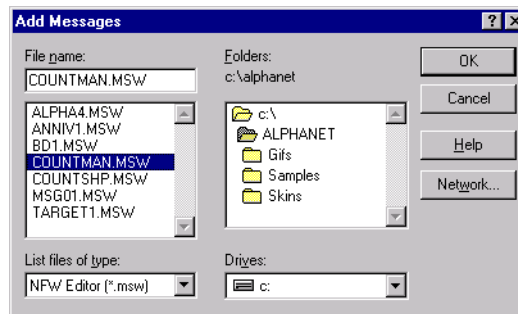 Add Messages
File name:
COUNTMAN.MSW
ALPHA4.MSW
ANNIV1.MSW
BD1.MSW
COUNTMAN.MSW
COUNTSHP.MSW
MSG01.MSW
TARGET1.MSW
List files of type:
NFW Editor (*.msw)
Folders:
c:\alphanet
c:\
ALPHANET
Gifs
Samples
Skins
Drives:
c:
OK
Cancel
Help
Network...